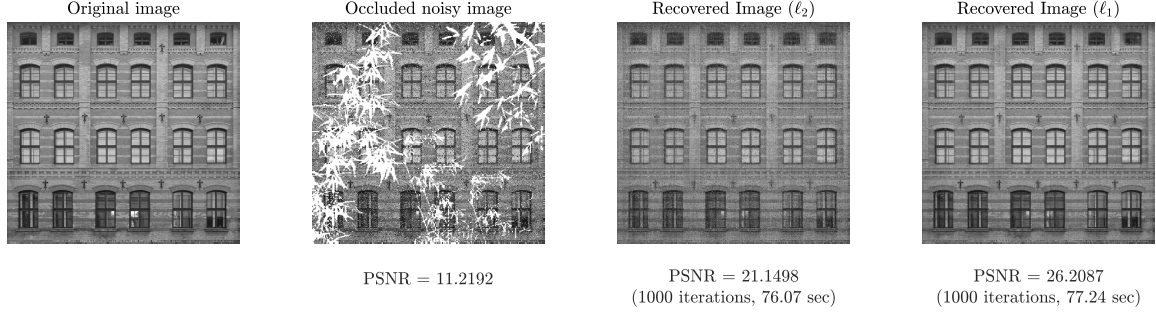 Original image
Occluded noisy image
Recovered Image (ℓ₂)
Recovered Image (ℓ₁)
PSNR = 11.2192
PSNR = 21.1498
(1000 iterations, 76.07 sec)
PSNR = 26.2087
(1000 iterations, 77.24 sec)